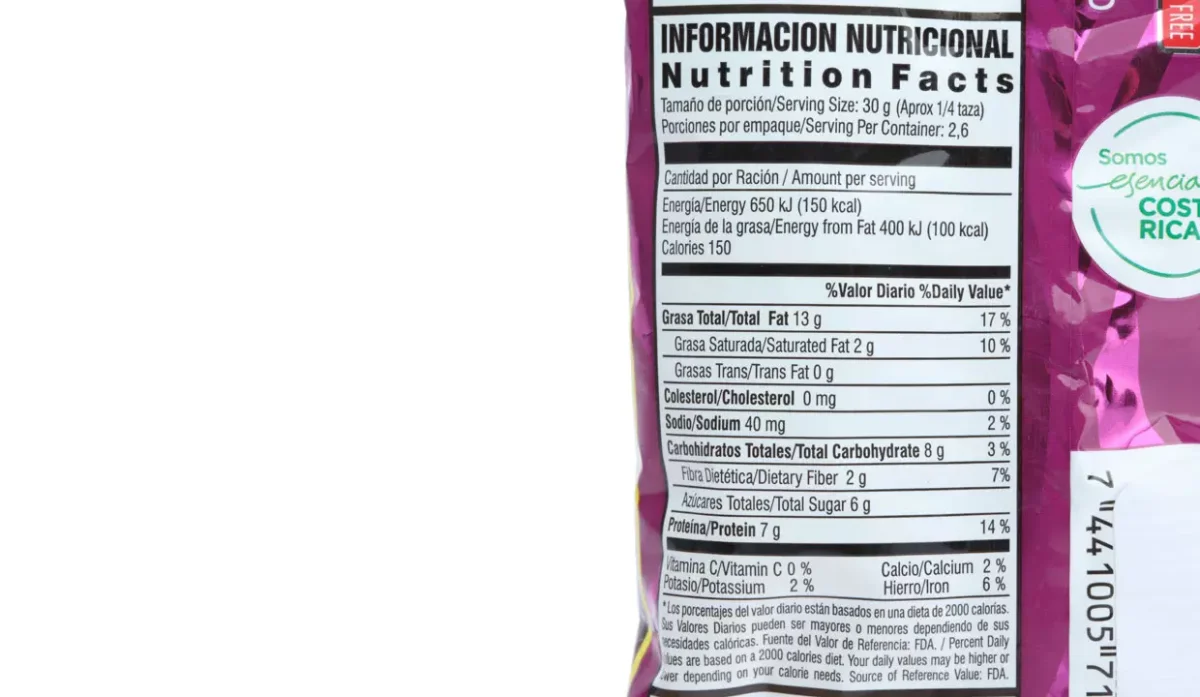 INFORMACION NUTRICIONAL
Nutrition Facts
Tamaño de porción/Serving Size: 30 g (Aprox 1/4 taza)
Porciones por empaque/Serving Per Container: 2,6
Cantidad por Ración / Amount per serving
Energía/Energy 650 kJ (150 kcal)
Energía de la grasa/Energy from Fat 400 kJ (100 kcal)
Calories 150
%Valor Diario %Daily Value*
Grasa Total/Total Fat 13 g 17 %
Grasa Saturada/Saturated Fat 2 g 10 %
Grasas Trans/Trans Fat 0 g
Colesterol/Cholesterol 0 mg 0 %
Sodio/Sodium 40 mg 2 %
Carbohidratos Totales/Total Carbohydrate 8 g 3 %
Fibra Dietética/Dietary Fiber 2 g 7%
Azúcares Totales/Total Sugar 6 g
Proteína/Protein 7 g 14 %
Vitamina C/Vitamin C 0 % Calcio/Calcium 2 %
Potasio/Potassium 2 % Hierro/Iron 6 %
*Los porcentajes del valor diario están basados en una dieta de 2000 calorías.
Sus Valores Diarios pueden ser mayores o menores dependiendo de sus
necesidades calóricas. Fuente del Valor de Referencia: FDA. / Percent Daily
lues are based on a 2000 calories diet. Your daily values may be higher or
wer depending on your calorie needs. Source of Reference Value: FDA.
FREE
Somos
esencia
COST
RICA
7 44 1005 7